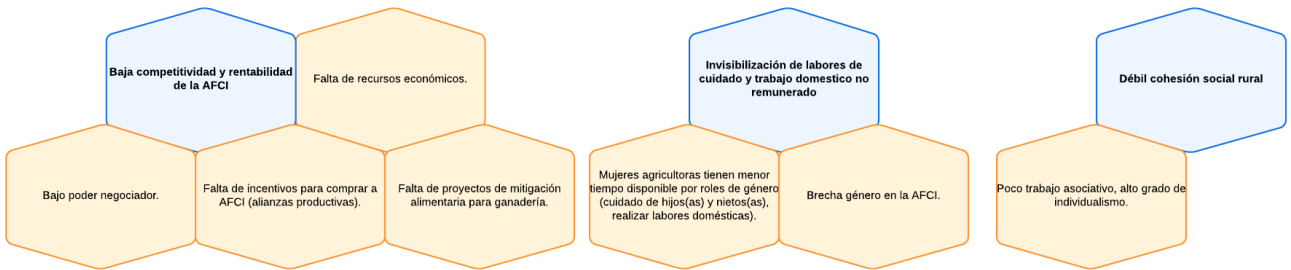 Baja competitividad y rentabilidad
de la AFCI
Falta de recursos económicos.
Bajo poder negociador.
Falta de incentivos para comprar a
AFCI (alianzas productivas).
Falta de proyectos de mitigación
alimentaria para ganadería.
Invisibilización de labores de
cuidado y trabajo domestico no
remunerado
Mujeres agricultoras tienen menor
tiempo disponible por roles de género
(cuidado de hijos(as) y nietos(as),
realizar labores domésticas).
Brecha género en la AFCI.
Débil cohesión social rural
Poco trabajo asociativo, alto grado de
individualismo.